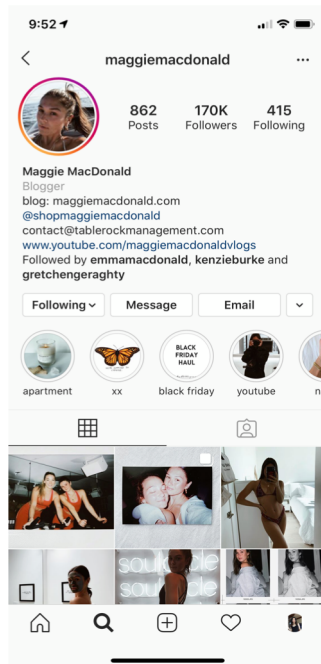 9:52
maggiemacdonald
862 170K 415
Posts Followers Following
Maggie MacDonald
Blogger
blog: maggiemacdonald.com
@shopmaggiemacdonald
contact@tablerockmanagement.com
www.youtube.com/maggiemacdonaldvlogs
Followed by emmamacdonald, kenzieburke and
gretchengeraghty
Following Message Email
BLACK
FRIDAY
HAUL
apartment xx black friday youtube n
soulcycle